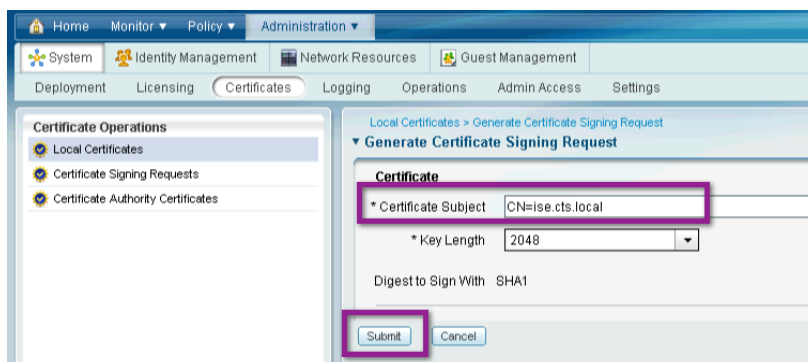 Home Monitor ▼ Policy ▼ Administration ▼
System Identity Management Network Resources Guest Management
Deployment Licensing Certificates Logging Operations Admin Access Settings
Certificate Operations
Local Certificates
Certificate Signing Requests
Certificate Authority Certificates
Local Certificates > Generate Certificate Signing Request
▼ Generate Certificate Signing Request
Certificate
* Certificate Subject CN=ise.cts.local
* Key Length 2048
Digest to Sign With SHA1
Submit Cancel